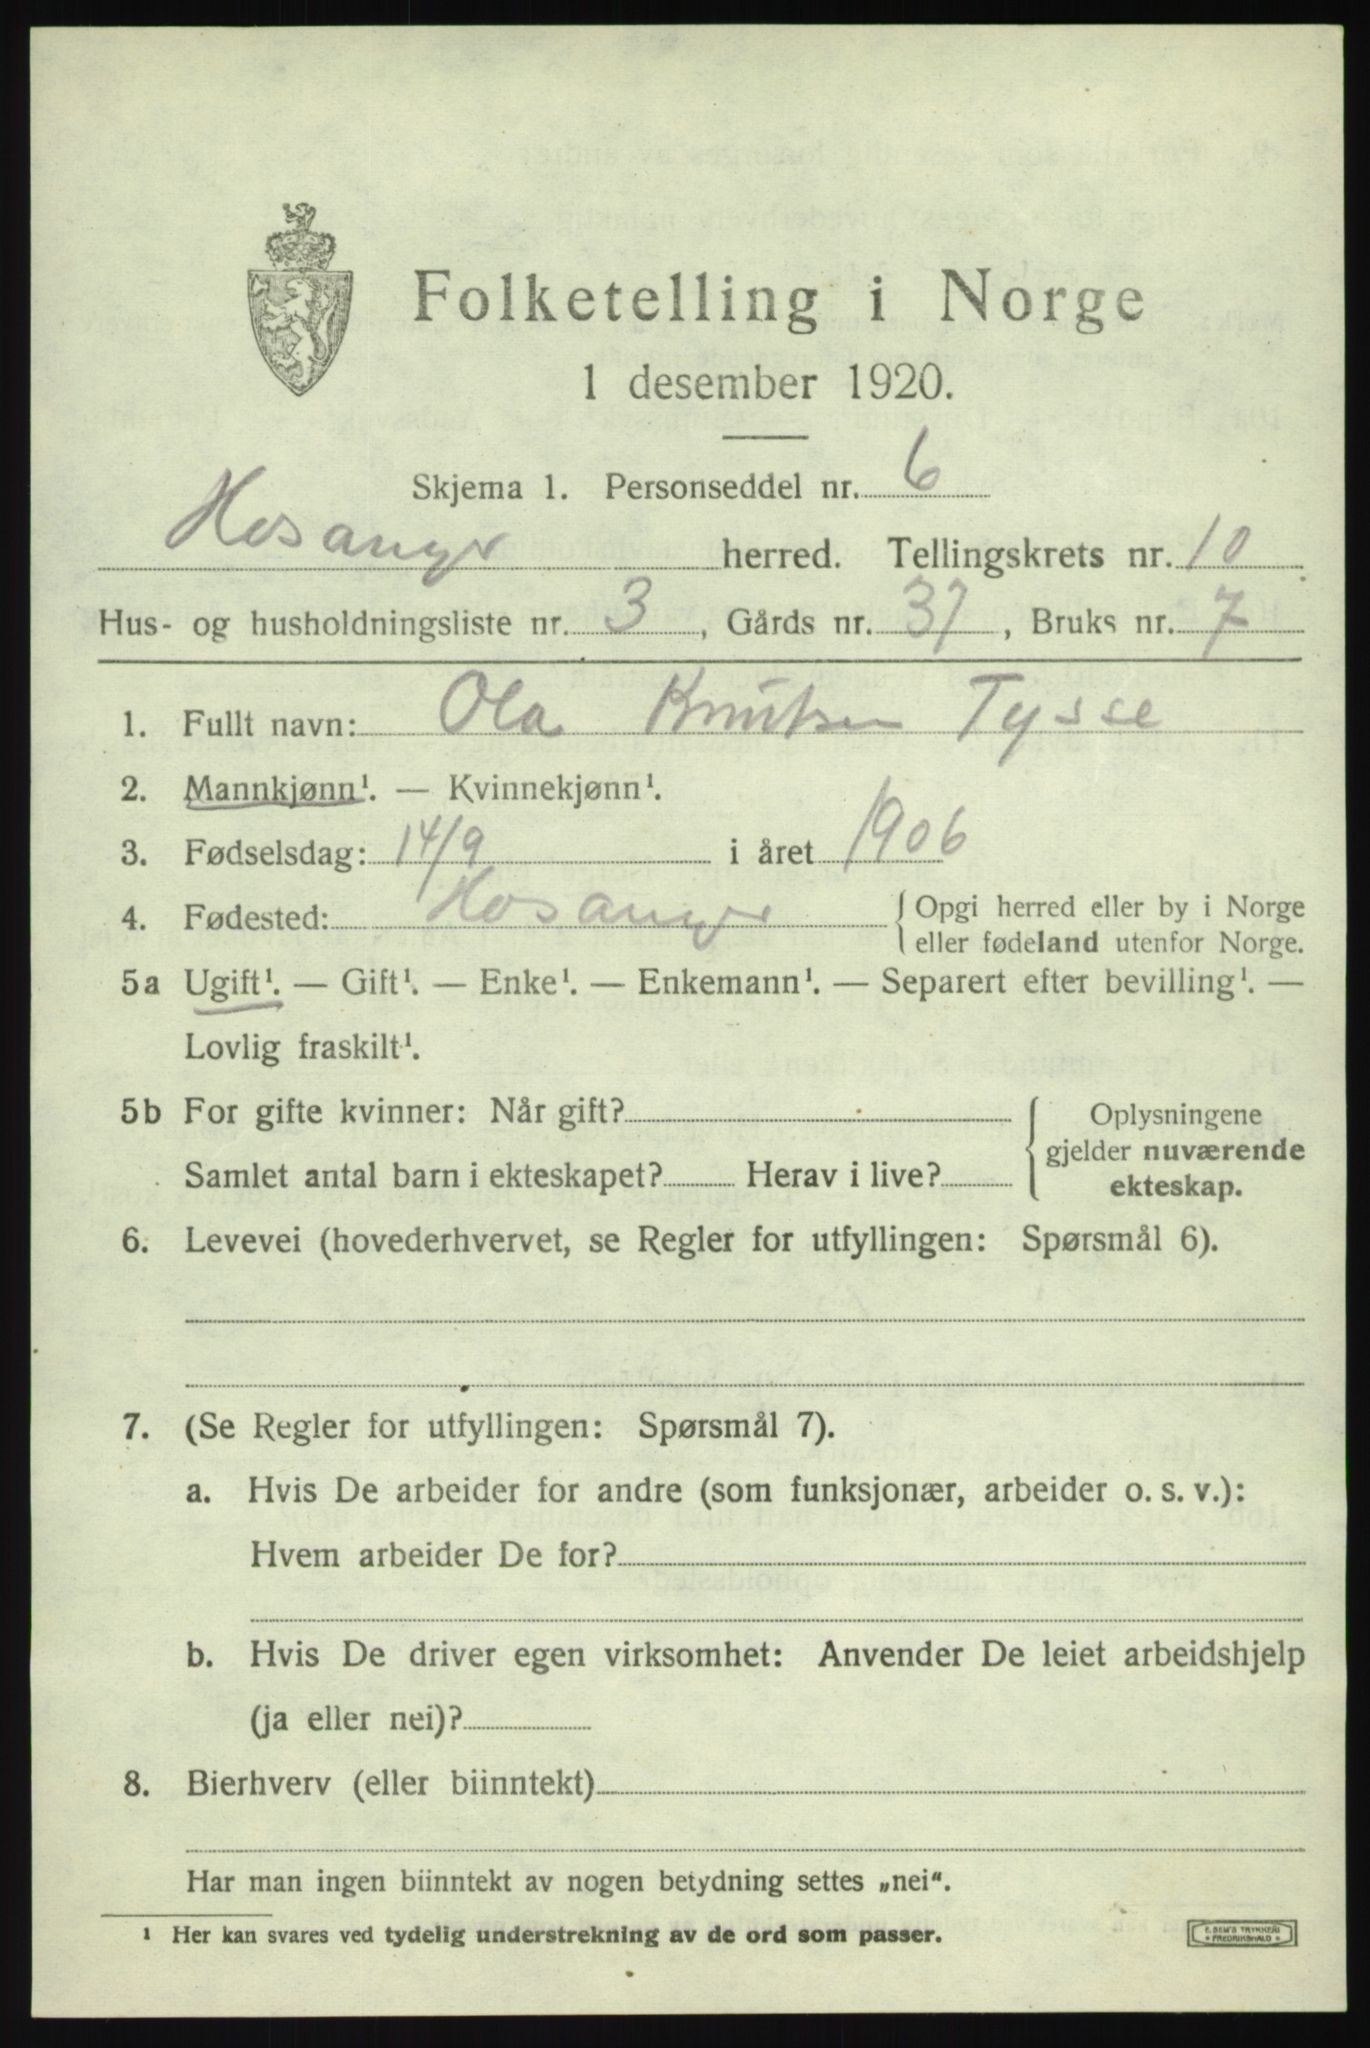 Folketelling i Norge
1 desember 1920.
Skjema 1. Personseddel nr. 6
Hosanger herred. Tellingskrets nr. 10
Hus- og husholdningsliste nr. 3, Gårds nr. 37, Bruks nr. 7
1. Fullt navn: Ola Knutsen Tysse
2. Mannkjønn¹. — Kvinnekjønn¹.
3. Fødselsdag: 14/9 i året 1906
4. Fødested: Hosanger { Opgi herred eller by i Norge
eller fødeland utenfor Norge.
5a Ugift¹. — Gift¹. — Enke¹. — Enkemann¹. — Separert efter bevilling¹. —
Lovlig fraskilt¹.
5b For gifte kvinner: Når gift? { Oplysningene
gjelder nuværende
Samlet antal barn i ekteskapet? Herav i live? ekteskap.
6. Levevei (hovederhvervet, se Regler for utfyllingen: Spørsmål 6).
7. (Se Regler for utfyllingen: Spørsmål 7).
a. Hvis De arbeider for andre (som funksjonær, arbeider o. s. v.):
Hvem arbeider De for?
b. Hvis De driver egen virksomhet: Anvender De leiet arbeidshjelp
(ja eller nei)?
8. Bierhverv (eller biinntekt)
Har man ingen biinntekt av nogen betydning settes „nei“.
¹ Her kan svares ved tydelig understrekning av de ord som passer.
E. SEM'S TRYKKERI
FREDRIKSHALD